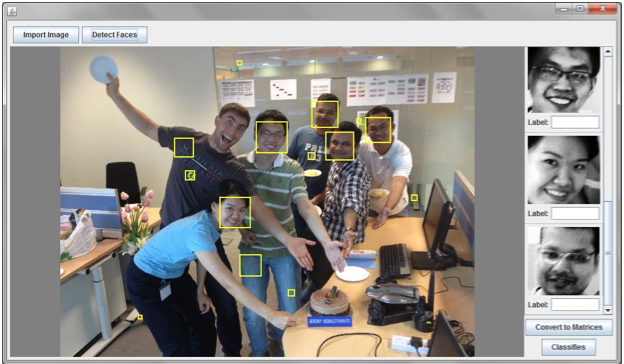 Import Image
Detect Faces
Label:
Label:
Label:
Convert to Matrices
Classifies